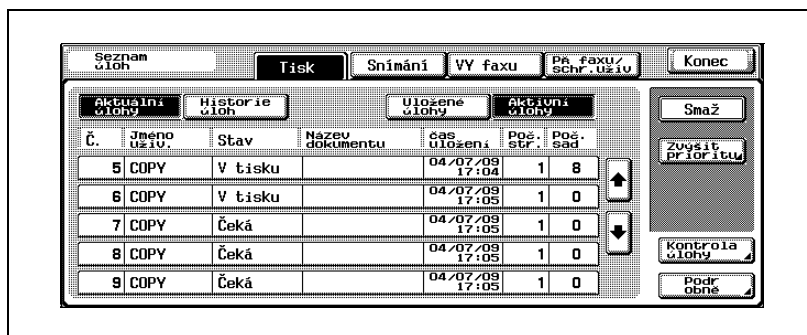 Seznam úloh
Tisk
Snímání
VY faxu
PŘ faxu/schr.uživ
Konec
Aktuální úlohy
Historie úloh
Uložené úlohy
Aktivní úlohy
Smaž
Č. Jméno uživ. Stav Název dokumentu čas uložení Poč. str. Poč. sad
Zvýšit prioritu
5 COPY V tisku 04/07/09 17:04 1 8
6 COPY V tisku 04/07/09 17:05 1 0
7 COPY Čeká 04/07/09 17:05 1 0
8 COPY Čeká 04/07/09 17:05 1 0
9 COPY Čeká 04/07/09 17:05 1 0
Kontrola úlohy
Podrobné